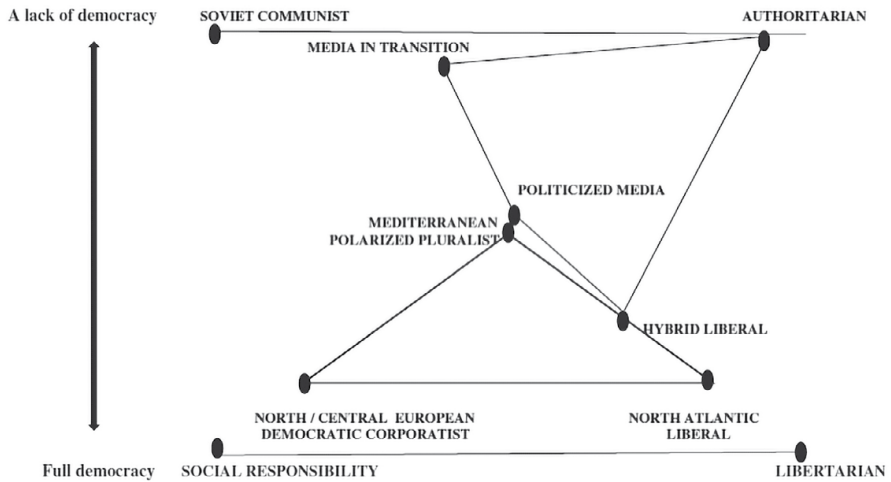 A lack of democracy
SOVIET COMMUNIST
AUTHORITARIAN
MEDIA IN TRANSITION
POLITICIZED MEDIA
MEDITERRANEAN
POLARIZED PLURALIST
HYBRID LIBERAL
NORTH / CENTRAL EUROPEAN
DEMOCRATIC CORPORATIST
NORTH ATLANTIC
LIBERAL
Full democracy
SOCIAL RESPONSIBILITY
LIBERTARIAN